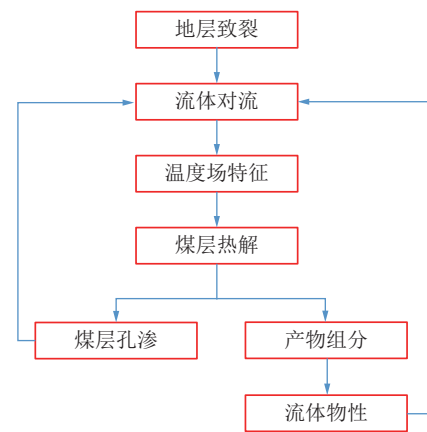 地层致裂
流体对流
温度场特征
煤层热解
煤层孔渗
产物组分
流体物性